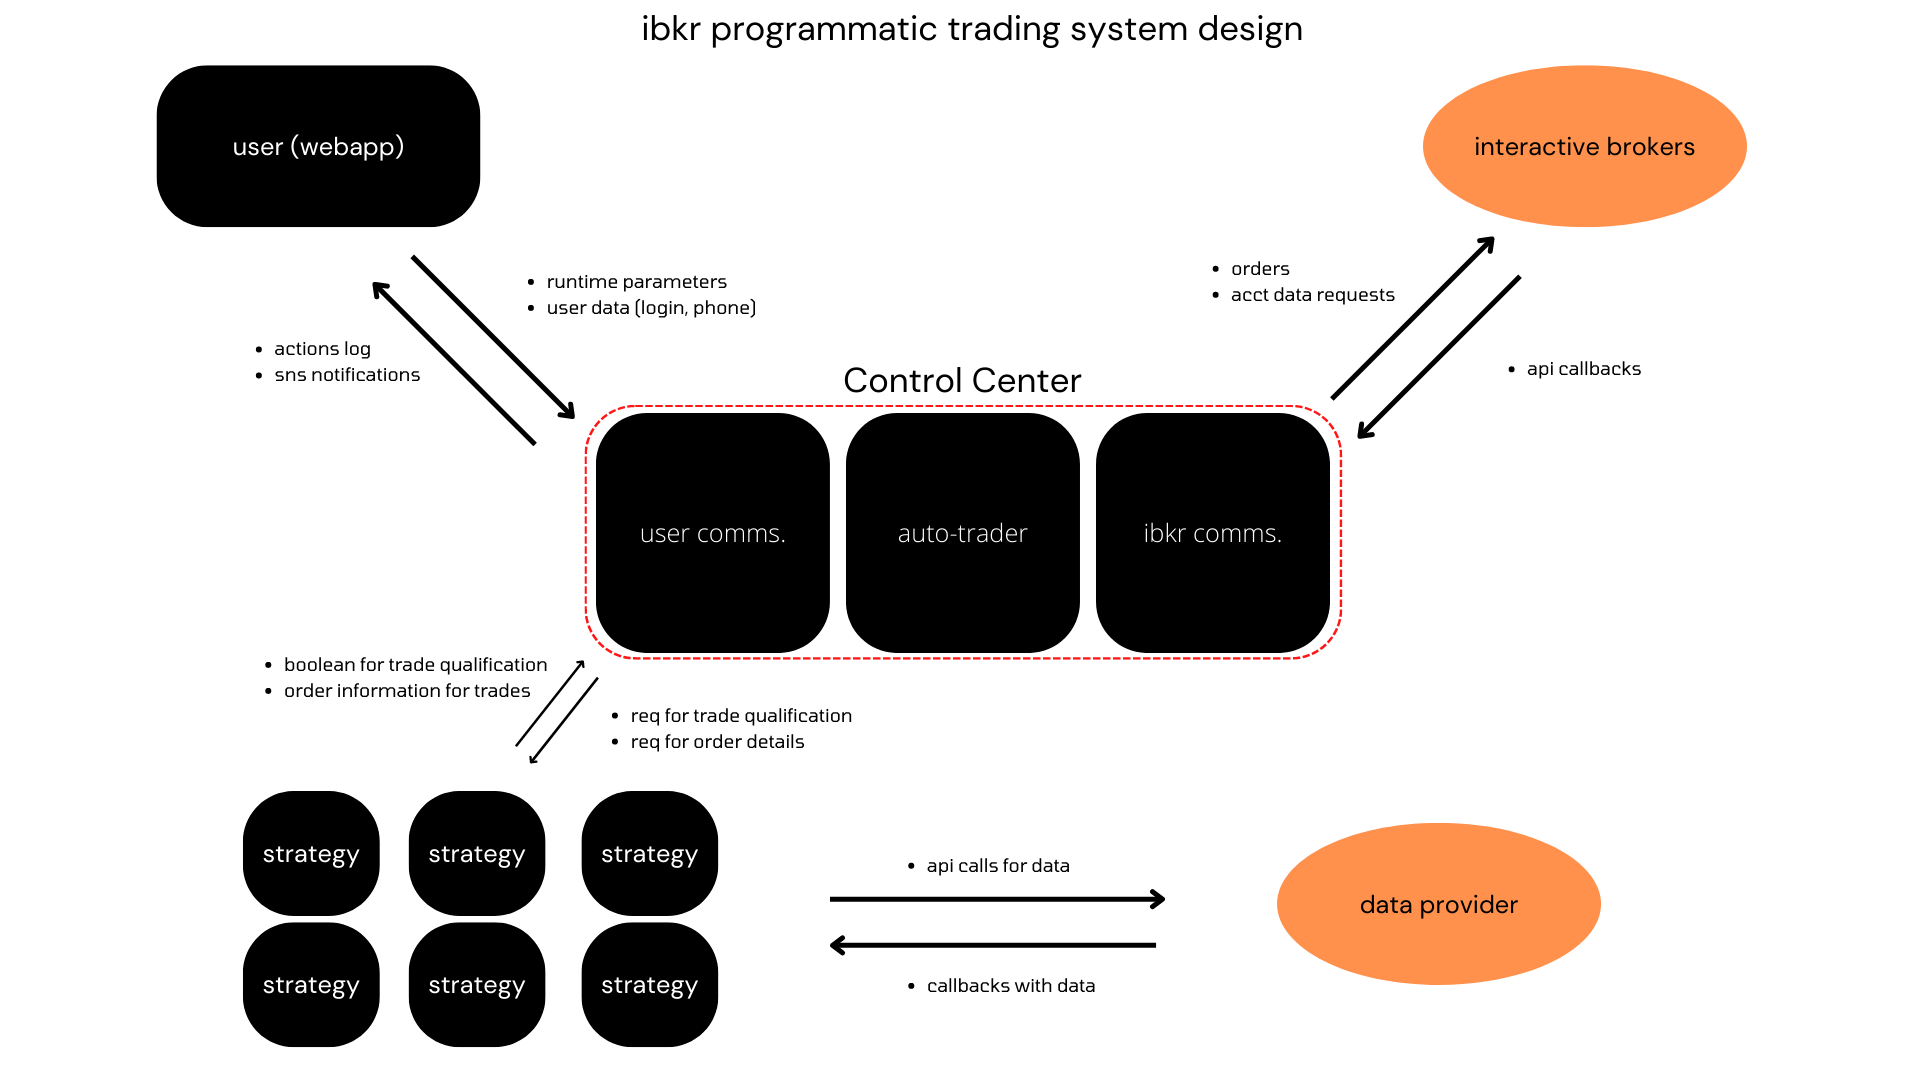 ibkr programmatic trading system design
user (webapp)
interactive brokers
• runtime parameters
• user data (login, phone)
• actions log
• sns notifications
• orders
• acct data requests
• api callbacks
Control Center
user comms.
auto-trader
ibkr comms.
• boolean for trade qualification
• order information for trades
• req for trade qualification
• req for order details
strategy
strategy
strategy
strategy
strategy
strategy
• api calls for data
• callbacks with data
data provider